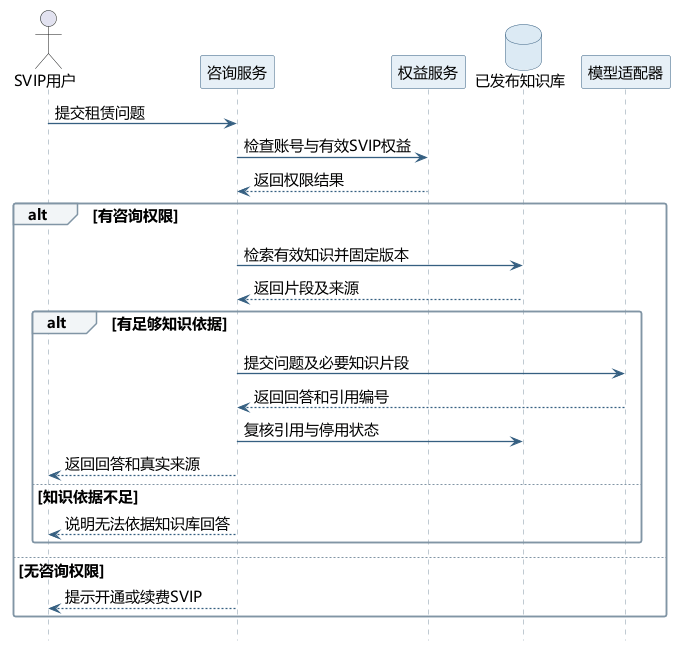 SVIP用户
咨询服务
权益服务
已发布知识库
模型适配器
提交租赁问题
检查账号与有效SVIP权益
返回权限结果
alt [有咨询权限]
检索有效知识并固定版本
返回片段及来源
alt [有足够知识依据]
提交问题及必要知识片段
返回回答和引用编号
复核引用与停用状态
返回回答和真实来源
[知识依据不足]
说明无法依据知识库回答
[无咨询权限]
提示开通或续费SVIP